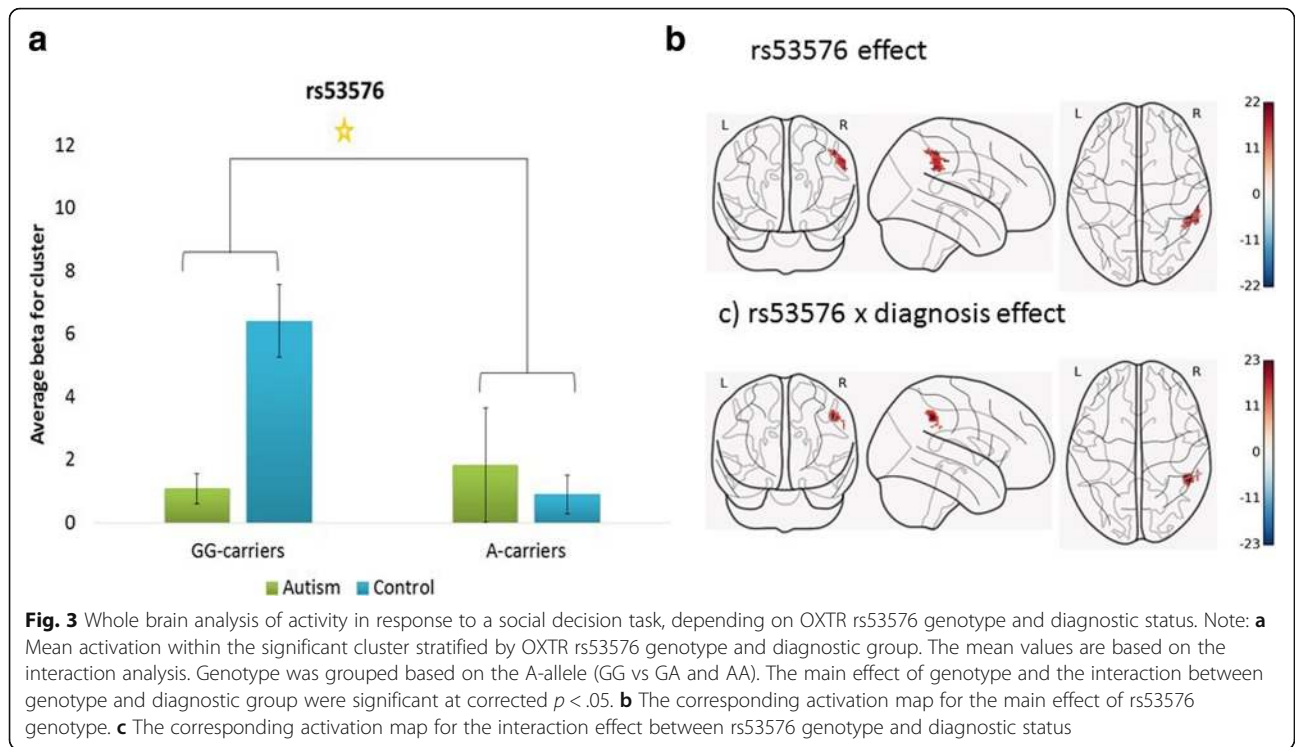 a
rs53576
Average beta for cluster
12
10
8
6
4
2
0
GG-carriers
A-carriers
Autism
Control
b
rs53576 effect
L
R
L
R
22
11
0
-11
-22
c) rs53576 x diagnosis effect
L
R
L
R
23
11
0
-11
-23
Fig. 3 Whole brain analysis of activity in response to a social decision task, depending on OXTR rs53576 genotype and diagnostic status. Note: a
Mean activation within the significant cluster stratified by OXTR rs53576 genotype and diagnostic group. The mean values are based on the
interaction analysis. Genotype was grouped based on the A-allele (GG vs GA and AA). The main effect of genotype and the interaction between
genotype and diagnostic group were significant at corrected p < .05. b The corresponding activation map for the main effect of rs53576
genotype. c The corresponding activation map for the interaction effect between rs53576 genotype and diagnostic status